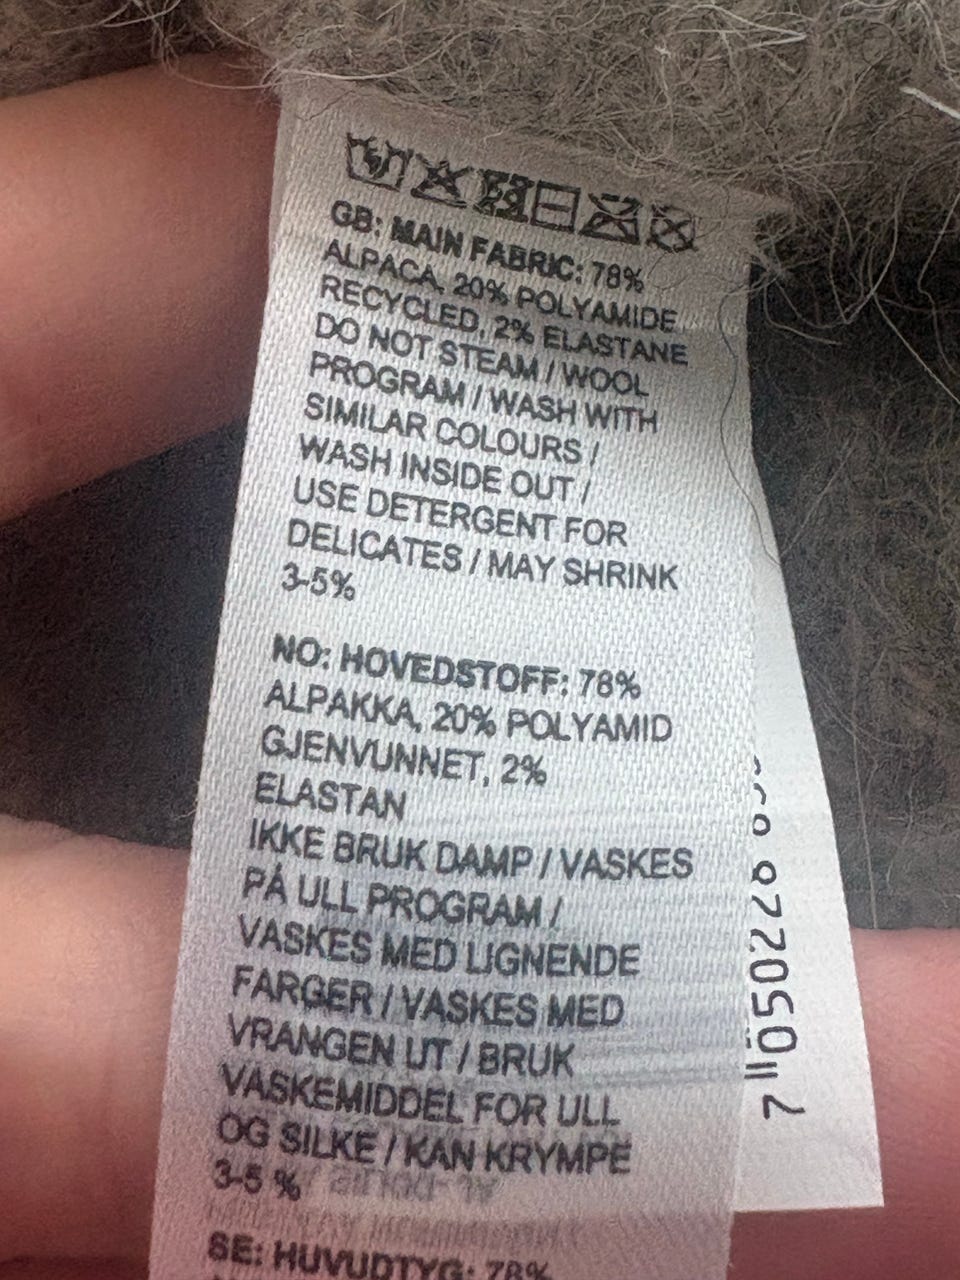 GB: MAIN FABRIC: 78%
ALPACA, 20% POLYAMIDE
RECYCLED, 2% ELASTANE
DO NOT STEAM / WOOL
PROGRAM / WASH WITH
SIMILAR COLOURS /
WASH INSIDE OUT /
USE DETERGENT FOR
DELICATES / MAY SHRINK
3-5%
NO: HOVEDSTOFF: 78%
ALPAKKA, 20% POLYAMID
GJENVUNNET, 2%
ELASTAN
IKKE BRUK DAMP / VASKES
PÅ ULL PROGRAM /
VASKES MED LIGNENDE
FARGER / VASKES MED
VRANGEN UT / BRUK
VASKEMIDDEL FOR ULL
OG SILKE / KAN KRYMPE
3-5 %
SE: HUVUDTYG: 78%
7 050228